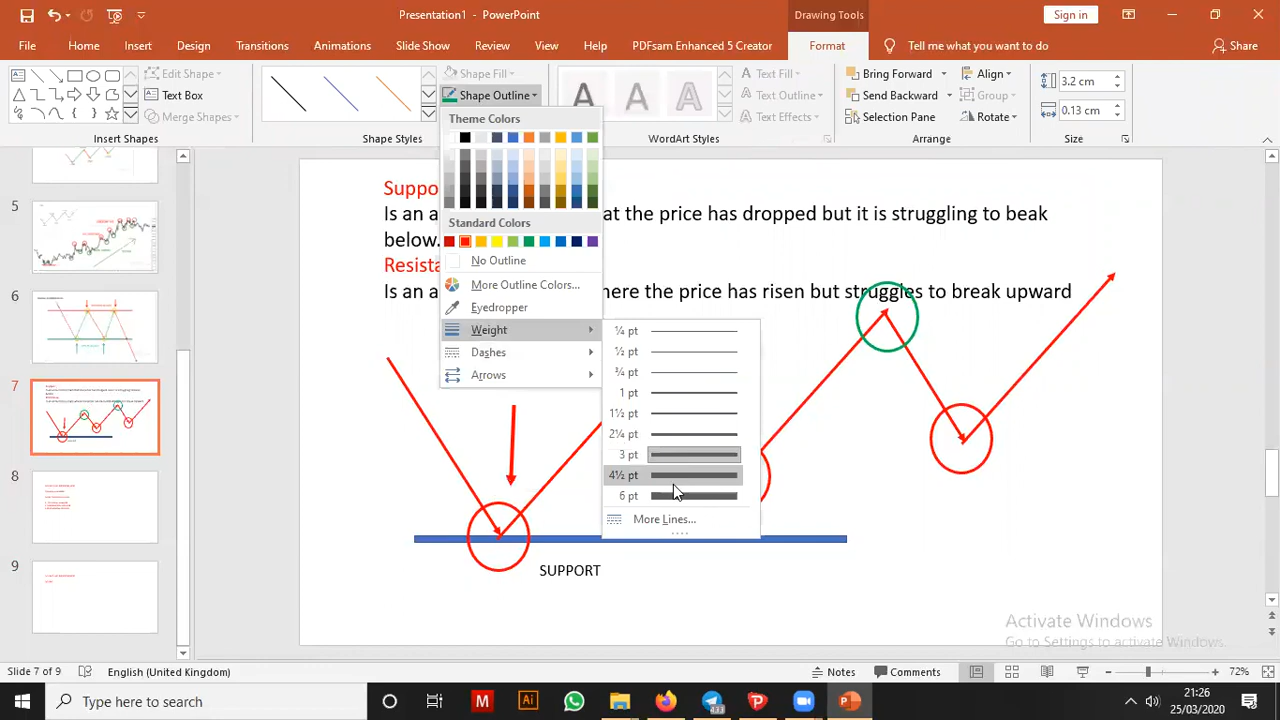 Presentation1 - PowerPoint
Drawing Tools
Sign in
File
Home
Insert
Design
Transitions
Animations
Slide Show
Review
View
Help
PDFsam Enhanced 5 Creator
Format
Tell me what you want to do
Share
Edit Shape
Text Box
Merge Shapes
Insert Shapes
Shape Styles
Shape Fill
Shape Outline
A A A
WordArt Styles
Text Fill
Text Outline
Text Effects
Bring Forward
Send Backward
Selection Pane
Align
Group
Rotate
Arrange
3.2 cm
0.13 cm
Size
Theme Colors
Standard Colors
No Outline
More Outline Colors...
Eyedropper
Weight
Dashes
Arrows
¼ pt
½ pt
¾ pt
1 pt
1½ pt
2¼ pt
3 pt
4½ pt
6 pt
More Lines...
5
6
7
8
9
Suppo
Is an a
at the price has dropped but it is struggling to beak
below.
Resista
Is an a
here the price has risen but struggles to break upward
SUPPORT
Activate Windows
Go to Settings to activate Windows.
Slide 7 of 9
English (United Kingdom)
Notes
Comments
72%
Type here to search
M
Ai
21:26
25/03/2020